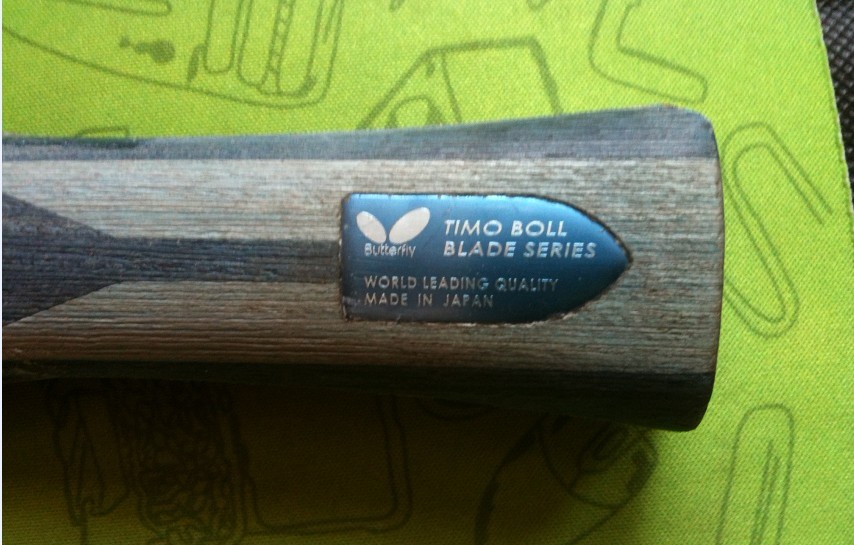 Butterfly
TIMO BOLL
BLADE SERIES
WORLD LEADING QUALITY
MADE IN JAPAN